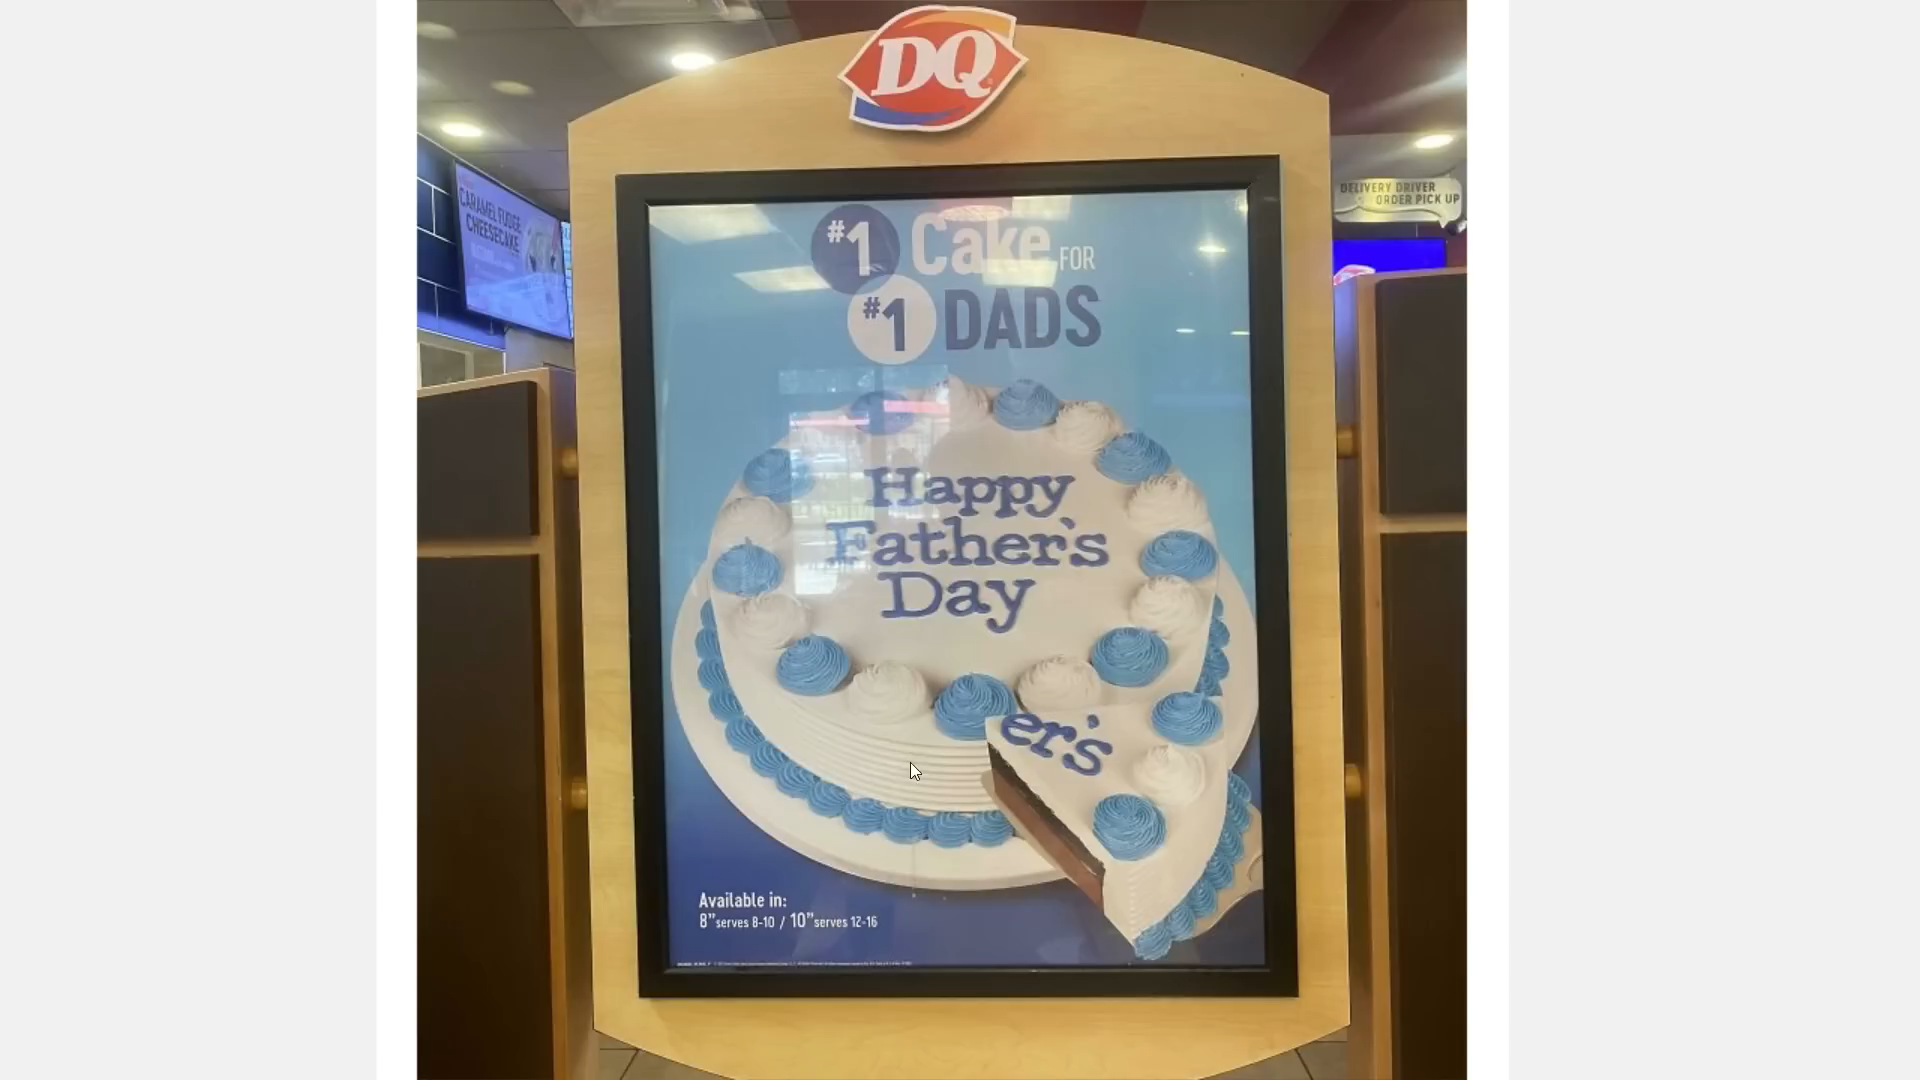 DQ
CARAMEL FUDGE
CHEESECAKE
DELIVERY DRIVER
ORDER PICK UP
#1 Cake FOR
#1 DADS
Happy
Father's
Day
er's
Available in:
8" serves 8-10 / 10" serves 12-16